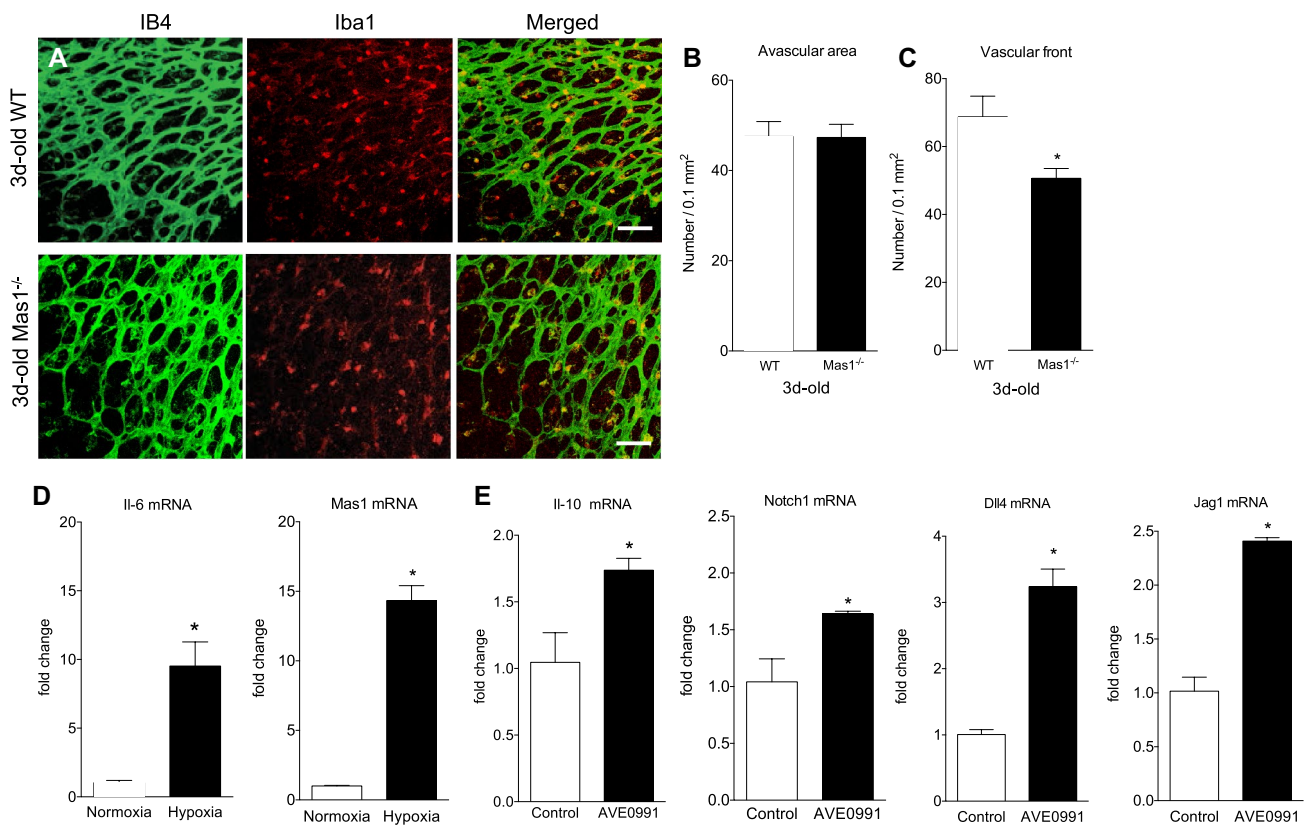 IB4 Iba1 Merged
A
3d-old WT
3d-old Mas1-/-
B Avascular area
Number / 0.1 mm2
60
40
20
0
WT Mas1-/-
3d-old
C Vascular front
Number / 0.1 mm2
80
60
40
20
0
WT Mas1-/-
3d-old
D Il-6 mRNA
fold change
20
15
10
5
0
Normoxia Hypoxia
*
Mas1 mRNA
fold change
20
15
10
5
0
Normoxia Hypoxia
*
E Il-10 mRNA
fold change
2.0
1.5
1.0
0.5
0.0
Control AVE0991
*
Notch1 mRNA
fold change
2.5
2.0
1.5
1.0
0.5
0.0
Control AVE0991
*
Dll4 mRNA
fold change
4
3
2
1
0
Control AVE0991
*
Jag1 mRNA
fold change
2.5
2.0
1.5
1.0
0.5
0.0
Control AVE0991
*